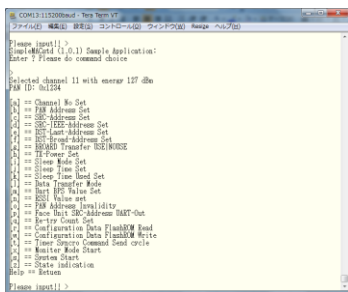 COM13:115200baud - Tera Term VT
ファイル(F) 編集(E) 設定(S) コントロール(O) ウィンドウ(W) Resize ヘルプ(H)
Please input!! >
SimpleMACstd (1.0.1) Sample Application:
Enter ? Please do command choice
>
Selected channel 11 with energy 127 dBm
PAN ID: 0x1234
[a] == Channel No Set
[b] == PAN Address Set
[c] == SRC-Address Set
[d] == SRC-IEEE-Address Set
[e] == DST-Last-Address Set
[f] == DST-Broad-Address Set
[g] == BROARD Transfer USE|NOUSE
[h] == TX-Power Set
[i] == Sleep Mode Set
[j] == Sleep Time Set
[k] == Sleep Time Used Set
[l] == Data Transfer Mode
[m] == Uart BPS Value Set
[n] == RSSI Value set
[o] == PAN Address Invalidity
[p] == Face Unit SRC-Address UART-Out
[q] == Re-try Count Set
[r] == Configuration Data FlashROM Read
[w] == Configuration Data FlashROM Write
[t] == Timer Syncro Command Send cycle
[x] == Moniter Mode Start
== System Start
[z] == State indication
Help == Retuen
Please input!! >